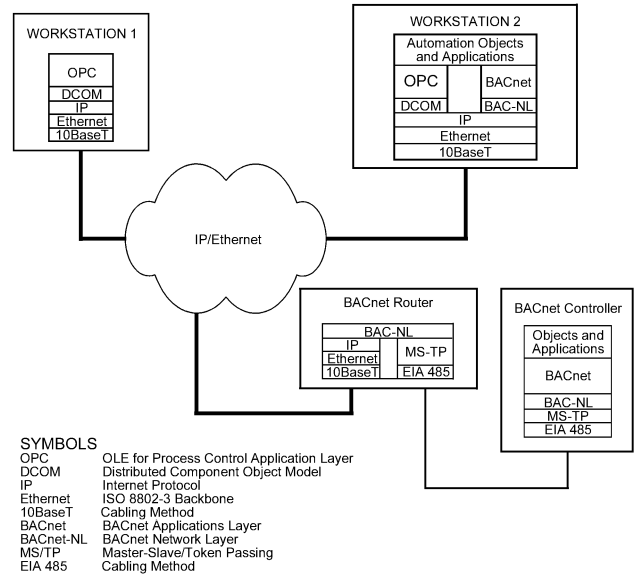 WORKSTATION 1
OPC
DCOM
IP
Ethernet
10BaseT
WORKSTATION 2
Automation Objects
and Applications
OPC
BACnet
DCOM
BAC-NL
IP
Ethernet
10BaseT
IP/Ethernet
BACnet Router
BAC-NL
IP
Ethernet
10BaseT
MS-TP
EIA 485
BACnet Controller
Objects and
Applications
BACnet
BAC-NL
MS-TP
EIA 485
SYMBOLS
OPC OLE for Process Control Application Layer
DCOM Distributed Component Object Model
IP Internet Protocol
Ethernet ISO 8802-3 Backbone
10BaseT Cabling Method
BACnet BACnet Applications Layer
BACnet-NL BACnet Network Layer
MS/TP Master-Slave/Token Passing
EIA 485 Cabling Method